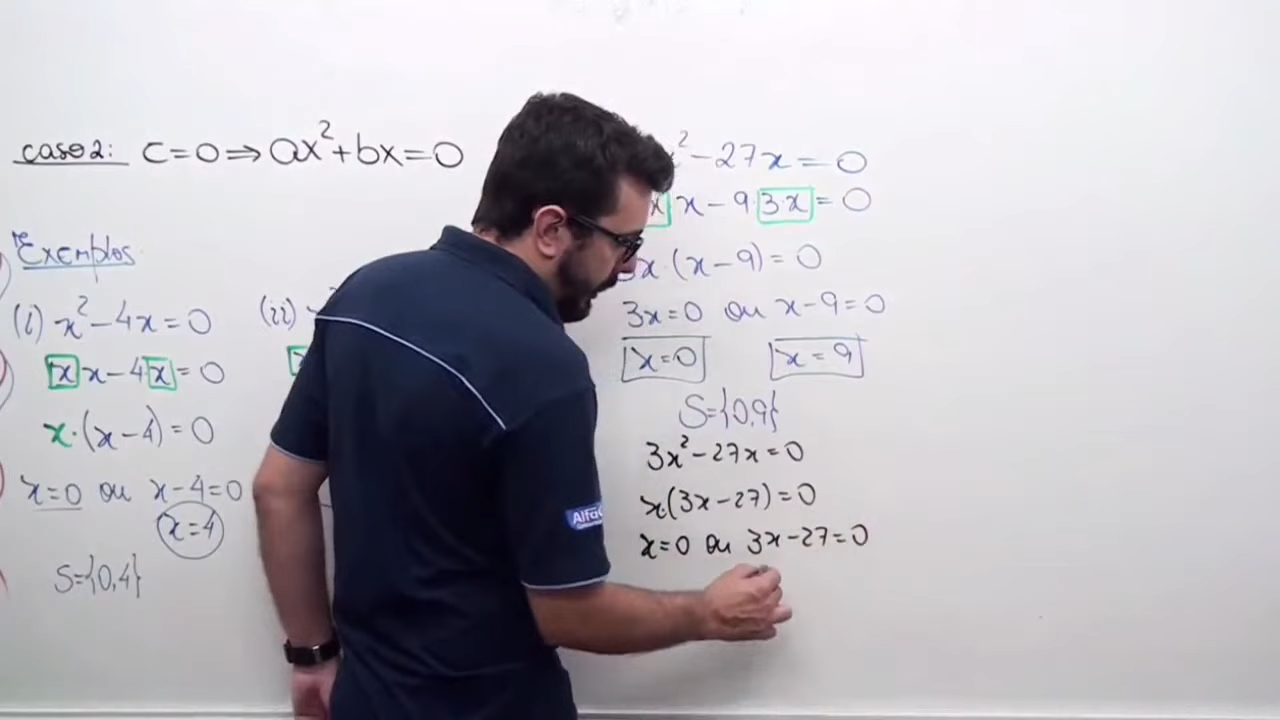 caso 2: c=0⇒ax²+bx=0
Exemplos
(i) x²-4x=0
x x-4 x=0
x·(x-4)=0
x=0 ou x-4=0
x=4
S={0,4}
(ii)
²-27x=0
x x-9·3·x=0
3x·(x-9)=0
3x=0 ou x-9=0
x=0 x=9
S={0,9}
3x²-27x=0
x(3x-27)=0
x=0 ou 3x-27=0